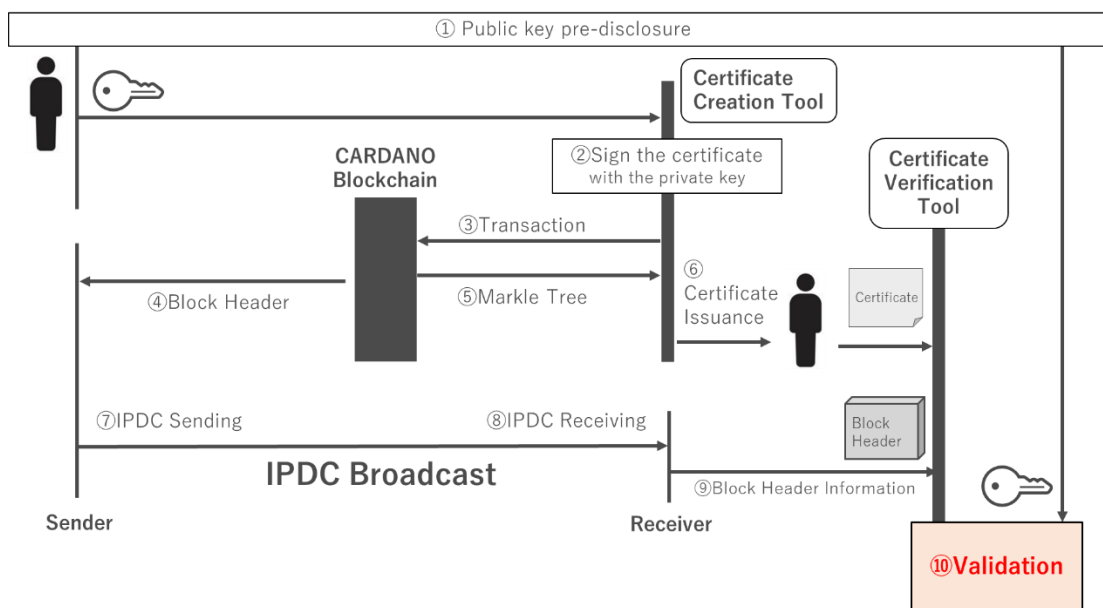 ① Public key pre-disclosure
Certificate
Creation Tool
②Sign the certificate
with the private key
CARDANO
Blockchain
Certificate
Verification
Tool
③Transaction
④Block Header
⑤Markle Tree
⑥
Certificate
Issuance
Certificate
⑦IPDC Sending
⑧IPDC Receiving
Block
Header
IPDC Broadcast
⑨Block Header Information
Sender
Receiver
⑩Validation